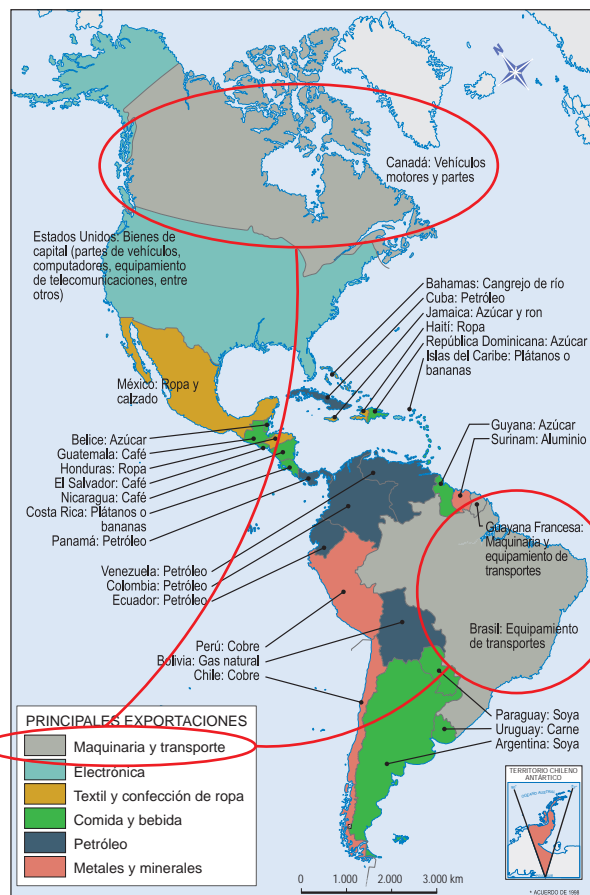 N
Canadá: Vehículos
motores y partes
Estados Unidos: Bienes de
capital (partes de vehículos,
computadores, equipamiento
de telecomunicaciones, entre
otros)
Bahamas: Cangrejo de río
Cuba: Petróleo
Jamaica: Azúcar y ron
Haití: Ropa
República Dominicana: Azúcar
Islas del Caribe: Plátanos o
bananas
México: Ropa y
calzado
Belice: Azúcar
Guatemala: Café
Honduras: Ropa
El Salvador: Café
Nicaragua: Café
Costa Rica: Plátanos o
bananas
Panamá: Petróleo
Guyana: Azúcar
Surinam: Aluminio
Guayana Francesa:
Maquinaria y
equipamiento de
transportes
Venezuela: Petróleo
Colombia: Petróleo
Ecuador: Petróleo
Brasil: Equipamiento
de transportes
Perú: Cobre
Bolivia: Gas natural
Chile: Cobre
Paraguay: Soya
Uruguay: Carne
Argentina: Soya
PRINCIPALES EXPORTACIONES
Maquinaria y transporte
Electrónica
Textil y confección de ropa
Comida y bebida
Petróleo
Metales y minerales
TERRITORIO CHILENO
ANTÁRTICO
0 1.000 2.000 3.000 km
* ACUERDO DE 1998